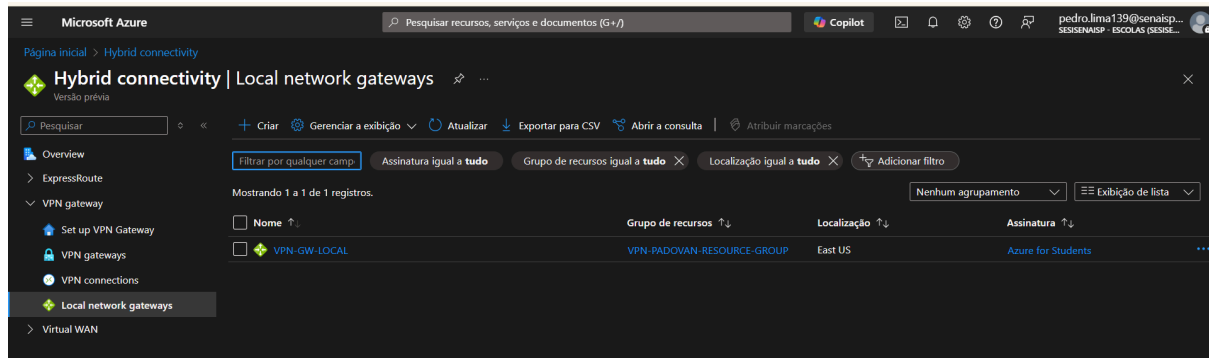 Microsoft Azure
Pesquisar recursos, serviços e documentos (G+/)
Copilot
pedro.lima139@senaisp...
SESISENAISP - ESCOLAS (SESISE...
Página inicial > Hybrid connectivity
Hybrid connectivity | Local network gateways
Versão prévia
Pesquisar
Criar Gerenciar a exibição Atualizar Exportar para CSV Abrir a consulta Atribuir marcações
Overview
ExpressRoute
VPN gateway
Set up VPN Gateway
VPN gateways
VPN connections
Local network gateways
Virtual WAN
Filtrar por qualquer camp Assinatura igual a tudo Grupo de recursos igual a tudo Localização igual a tudo Adicionar filtro
Mostrando 1 a 1 de 1 registros.
Nenhum agrupamento Exibição de lista
Nome Grupo de recursos Localização Assinatura
VPN-GW-LOCAL VPN-PADOVAN-RESOURCE-GROUP East US Azure for Students